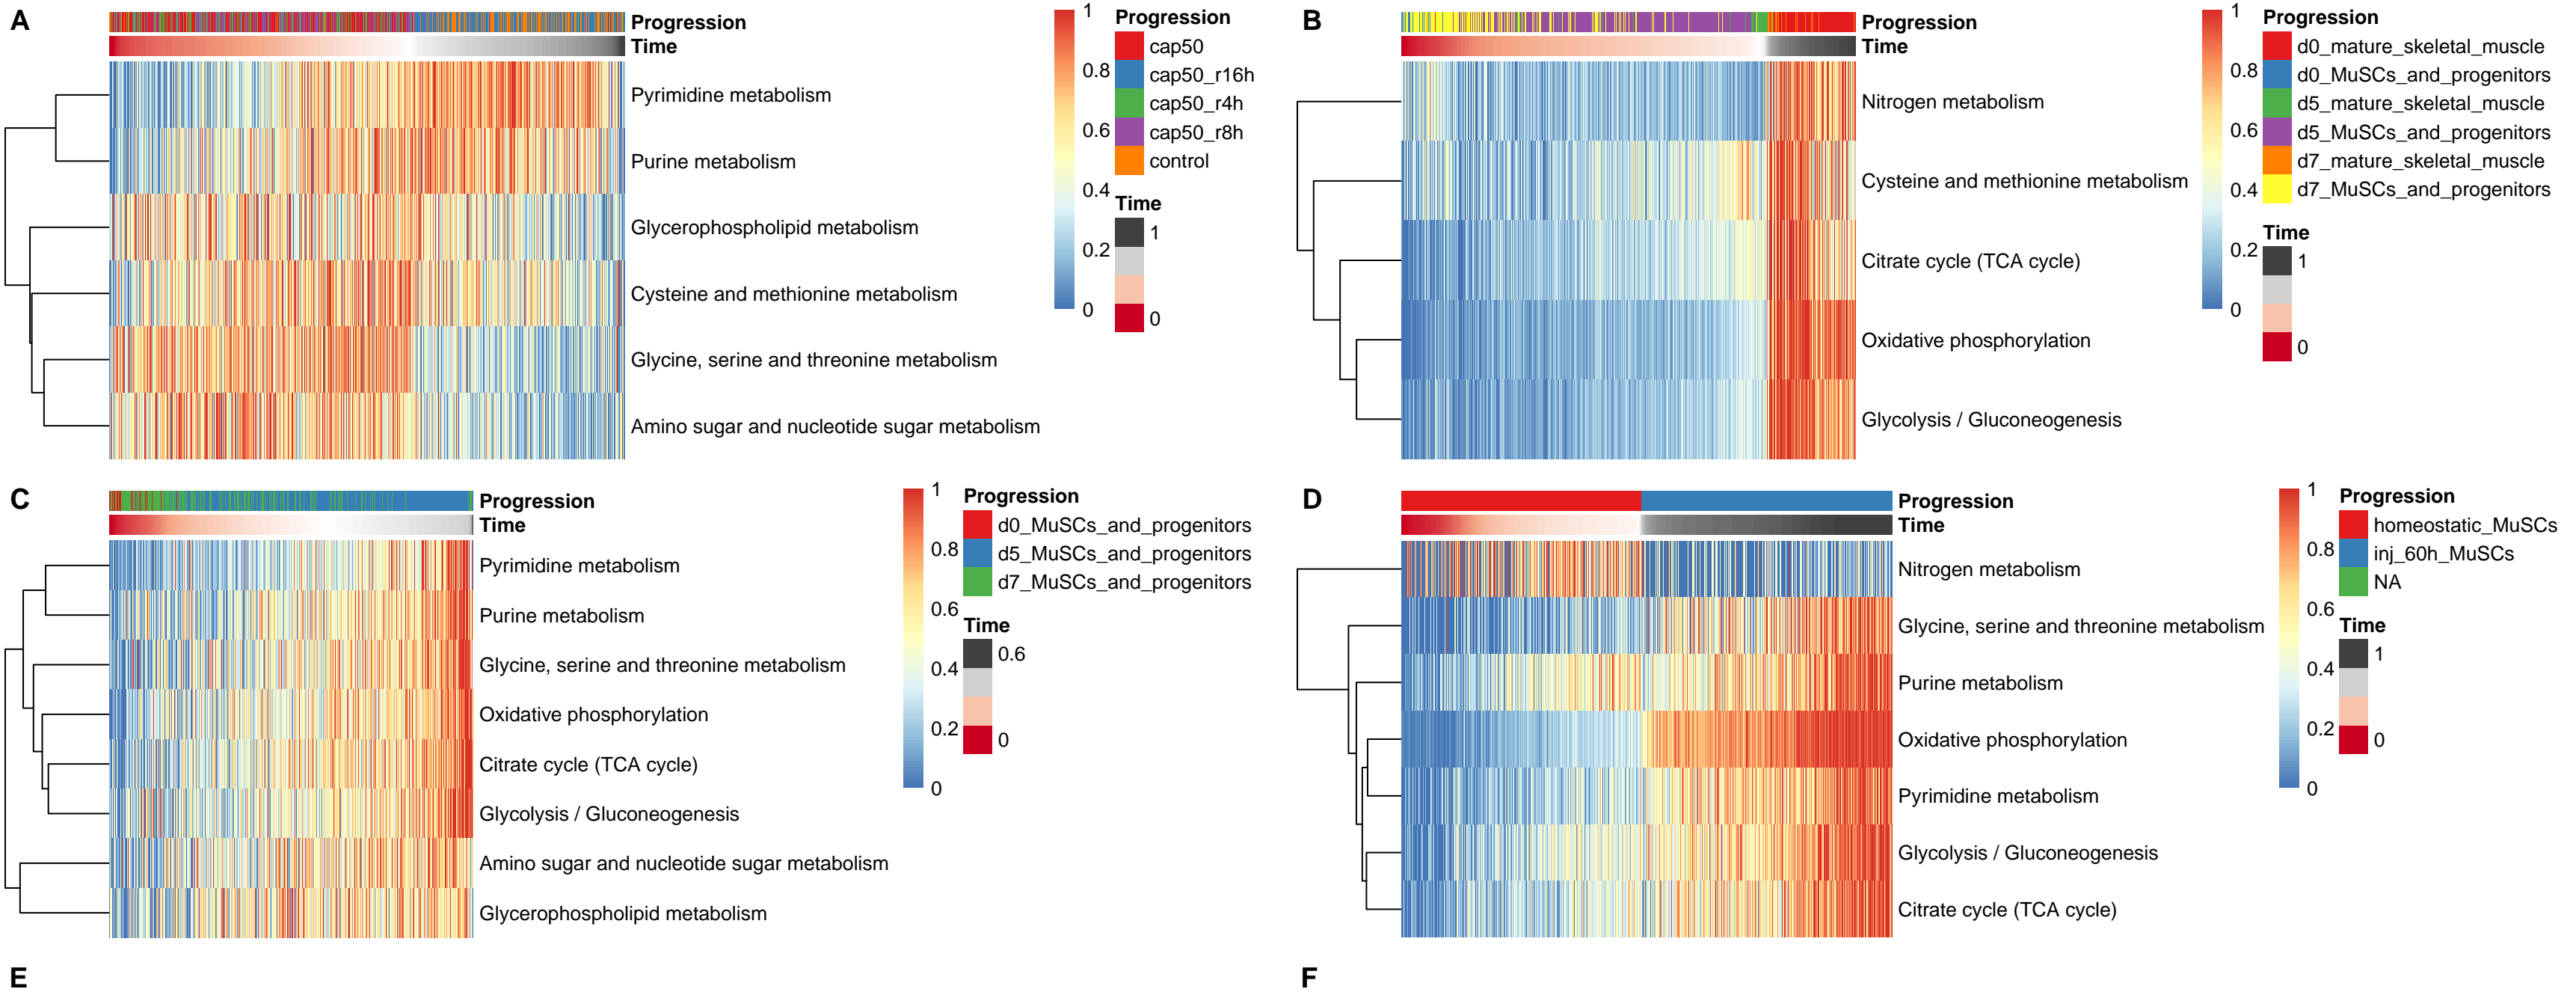 A
Progression
Time
Pyrimidine metabolism
Purine metabolism
Glycerophospholipid metabolism
Cysteine and methionine metabolism
Glycine, serine and threonine metabolism
Amino sugar and nucleotide sugar metabolism
1
0.8
0.6
0.4
0.2
0
Progression
cap50
cap50_r16h
cap50_r4h
cap50_r8h
control
Time
1
0
B
Progression
Time
Nitrogen metabolism
Cysteine and methionine metabolism
Citrate cycle (TCA cycle)
Oxidative phosphorylation
Glycolysis / Gluconeogenesis
1
0.8
0.6
0.4
0.2
0
Progression
d0_mature_skeletal_muscle
d0_MuSCs_and_progenitors
d5_mature_skeletal_muscle
d5_MuSCs_and_progenitors
d7_mature_skeletal_muscle
d7_MuSCs_and_progenitors
Time
1
0
C
Progression
Time
Pyrimidine metabolism
Purine metabolism
Glycine, serine and threonine metabolism
Oxidative phosphorylation
Citrate cycle (TCA cycle)
Glycolysis / Gluconeogenesis
Amino sugar and nucleotide sugar metabolism
Glycerophospholipid metabolism
1
0.8
0.6
0.4
0.2
0
Progression
d0_MuSCs_and_progenitors
d5_MuSCs_and_progenitors
d7_MuSCs_and_progenitors
Time
0.6
0
D
Progression
Time
Nitrogen metabolism
Glycine, serine and threonine metabolism
Purine metabolism
Oxidative phosphorylation
Pyrimidine metabolism
Glycolysis / Gluconeogenesis
Citrate cycle (TCA cycle)
1
0.8
0.6
0.4
0.2
0
Progression
homeostatic_MuSCs
inj_60h_MuSCs
NA
Time
1
0
E
F